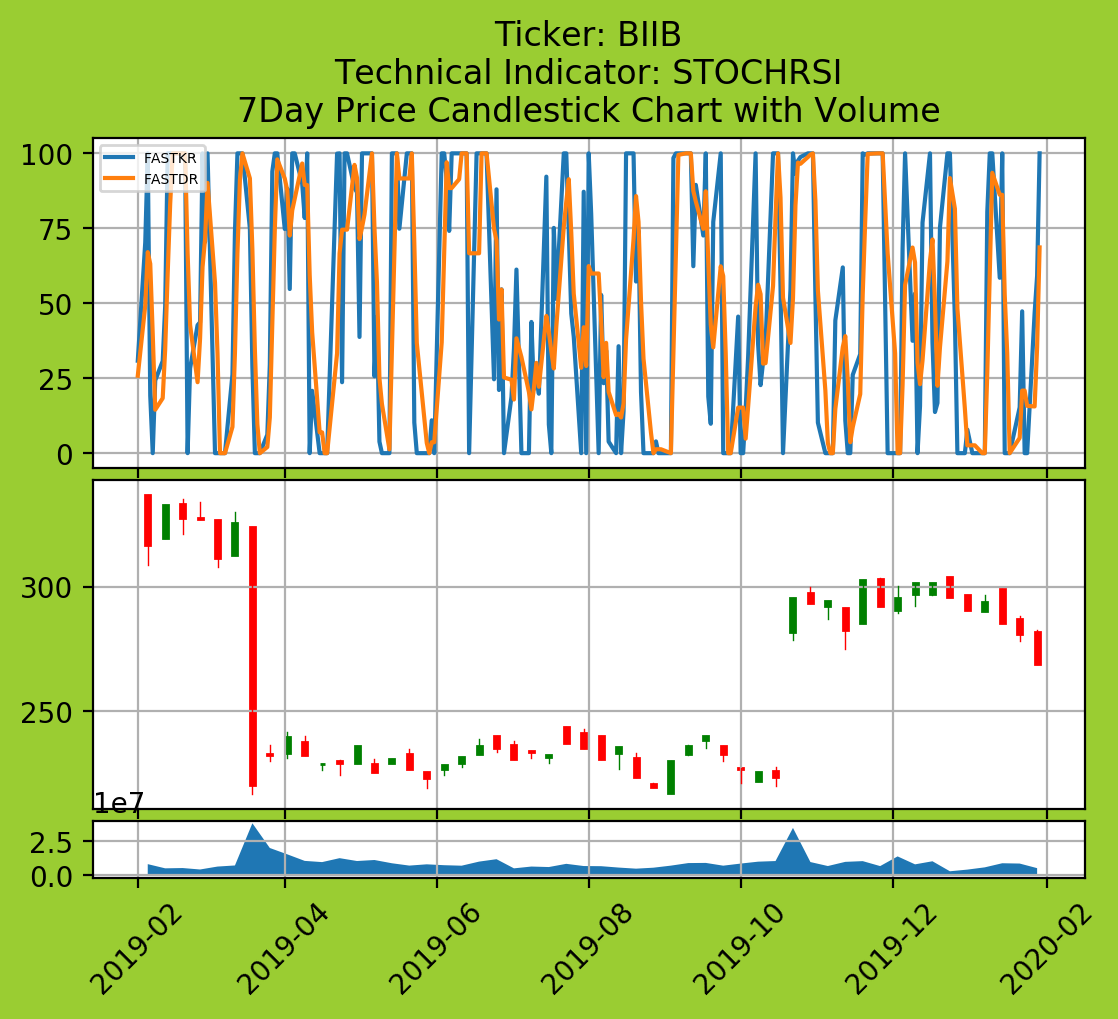 Ticker: BIIB
Technical Indicator: STOCHRSI
7Day Price Candlestick Chart with Volume
FASTKR
FASTDR
100
75
50
25
0
300
250
1e7
2.5
0.0
2019-02
2019-04
2019-06
2019-08
2019-10
2019-12
2020-02